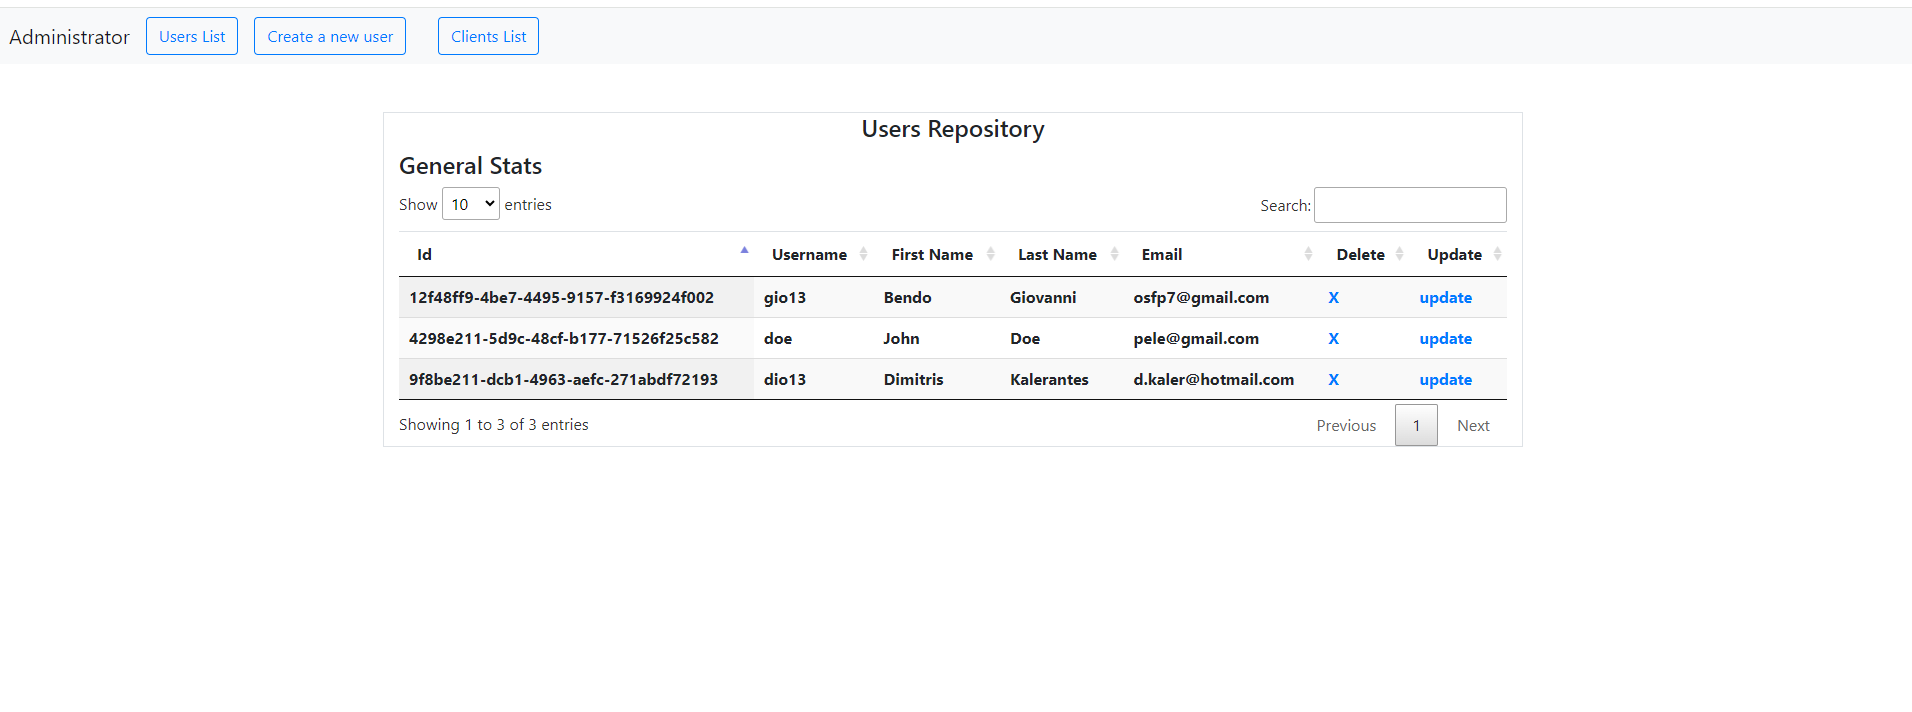 Administrator Users List Create a new user Clients List
Users Repository
General Stats
Show 10 entries Search:
Id Username First Name Last Name Email Delete Update
12f48ff9-4be7-4495-9157-f3169924f002 gio13 Bendo Giovanni osfp7@gmail.com X update
4298e211-5d9c-48cf-b177-71526f25c582 doe John Doe pele@gmail.com X update
9f8be211-dcb1-4963-aefc-271abdf72193 dio13 Dimitris Kalerantes d.kaler@hotmail.com X update
Showing 1 to 3 of 3 entries Previous 1 Next